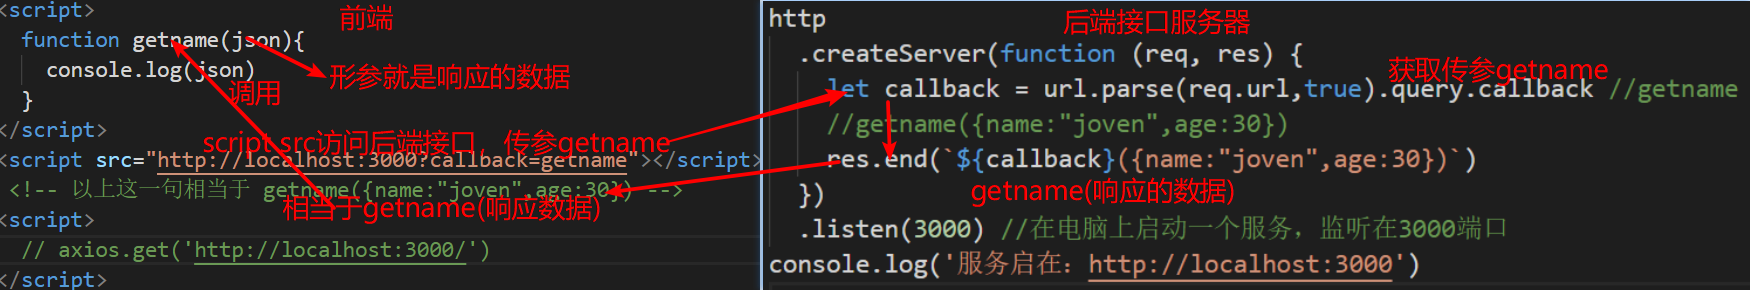 <script>
前端
function getname(json){
console.log(json)
形参就是响应的数据
}
调用
</script>
script src访问后端接口，传参getname
<script src="http://localhost:3000?callback=getname"></script>
<!-- 以上这一句相当于 getname({name:"joven",age:30}) -->
相当于getname(响应数据)
<script>
// axios.get('http://localhost:3000/')
</script>
http
后端接口服务器
.createServer(function (req, res) {
获取传参getname
let callback = url.parse(req.url,true).query.callback //getname
//getname({name:"joven",age:30})
res.end(`${callback}({name:"joven",age:30})`)
})
getname(响应的数据)
.listen(3000) //在电脑上启动一个服务，监听在3000端口
console.log('服务启在：http://localhost:3000')